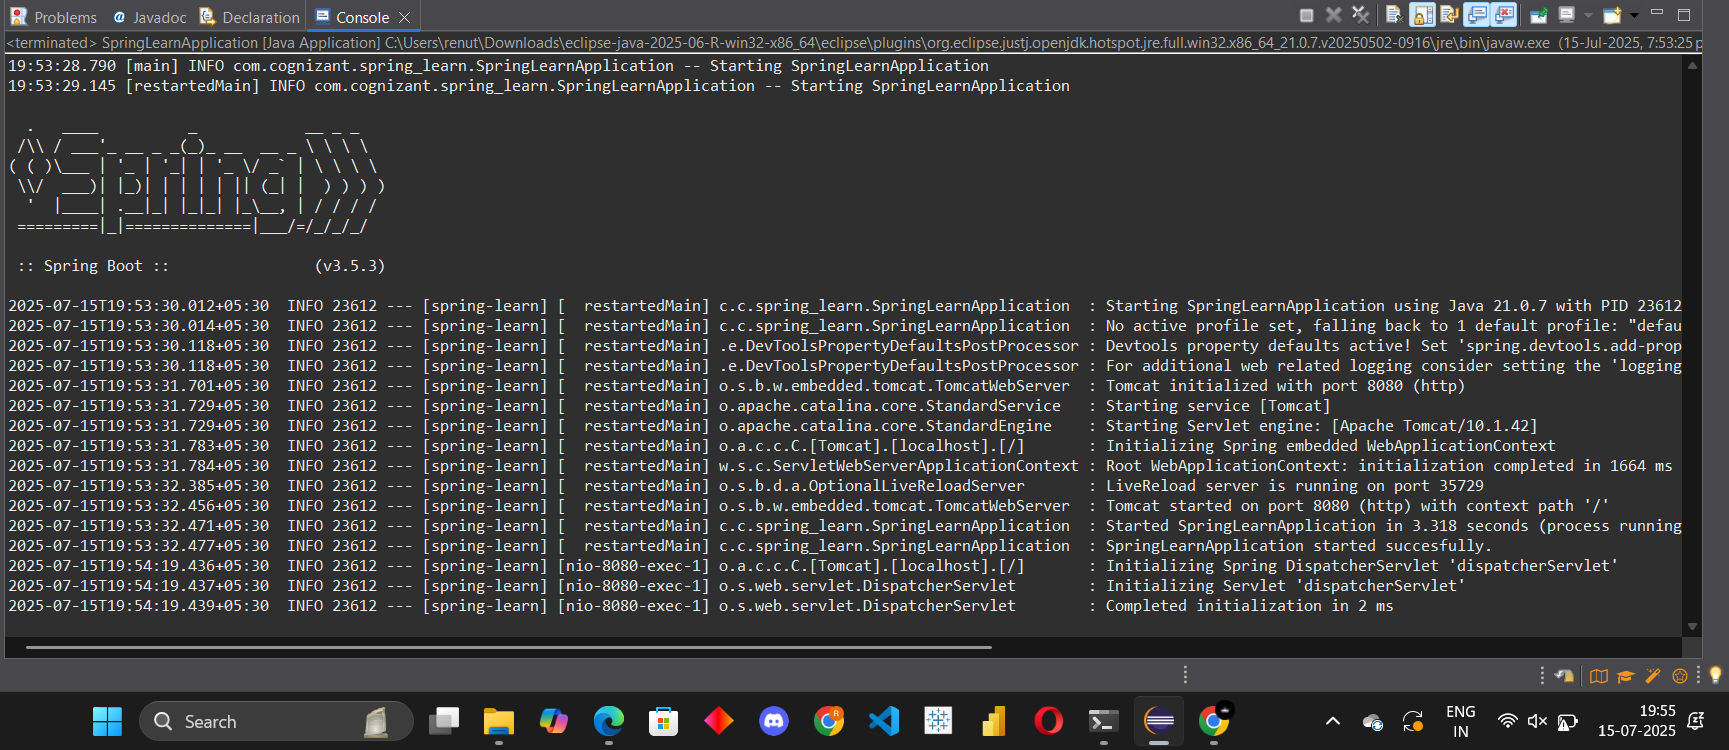 Problems Javadoc Declaration Console
<terminated> SpringLearnApplication [Java Application] C:\Users\renut\Downloads\eclipse-java-2025-06-R-win32-x86_64\eclipse\plugins\org.eclipse.justj.openjdk.hotspot.jre.full.win32.x86_64_21.0.7.v20250502-0916\jre\bin\javaw.exe (15-Jul-2025, 7:53:25 p
19:53:28.790 [main] INFO com.cognizant.spring_learn.SpringLearnApplication -- Starting SpringLearnApplication
19:53:29.145 [restartedMain] INFO com.cognizant.spring_learn.SpringLearnApplication -- Starting SpringLearnApplication
  .   ____          _            __ _ _
 /\\ / ___'_ __ _ _(_)_ __  __ _ \ \ \ \
( ( )\___ | '_ | '_| | '_ \/ _` | \ \ \ \
 \\/  ___)| |_)| | | | | || (_| |  ) ) ) )
  '  |____| .__|_| |_|_| |_\__, | / / / /
 =========|_|==============|___/=/_/_/_/
:: Spring Boot :: (v3.5.3)
2025-07-15T19:53:30.012+05:30 INFO 23612 --- [spring-learn] [ restartedMain] c.c.spring_learn.SpringLearnApplication : Starting SpringLearnApplication using Java 21.0.7 with PID 23612
2025-07-15T19:53:30.014+05:30 INFO 23612 --- [spring-learn] [ restartedMain] c.c.spring_learn.SpringLearnApplication : No active profile set, falling back to 1 default profile: "defau
2025-07-15T19:53:30.118+05:30 INFO 23612 --- [spring-learn] [ restartedMain] .e.DevToolsPropertyDefaultsPostProcessor : Devtools property defaults active! Set 'spring.devtools.add-prop
2025-07-15T19:53:30.118+05:30 INFO 23612 --- [spring-learn] [ restartedMain] .e.DevToolsPropertyDefaultsPostProcessor : For additional web related logging consider setting the 'logging
2025-07-15T19:53:31.701+05:30 INFO 23612 --- [spring-learn] [ restartedMain] o.s.b.w.embedded.tomcat.TomcatWebServer : Tomcat initialized with port 8080 (http)
2025-07-15T19:53:31.729+05:30 INFO 23612 --- [spring-learn] [ restartedMain] o.apache.catalina.core.StandardService : Starting service [Tomcat]
2025-07-15T19:53:31.729+05:30 INFO 23612 --- [spring-learn] [ restartedMain] o.apache.catalina.core.StandardEngine : Starting Servlet engine: [Apache Tomcat/10.1.42]
2025-07-15T19:53:31.783+05:30 INFO 23612 --- [spring-learn] [ restartedMain] o.a.c.c.C.[Tomcat].[localhost].[/] : Initializing Spring embedded WebApplicationContext
2025-07-15T19:53:31.784+05:30 INFO 23612 --- [spring-learn] [ restartedMain] w.s.c.ServletWebServerApplicationContext : Root WebApplicationContext: initialization completed in 1664 ms
2025-07-15T19:53:32.385+05:30 INFO 23612 --- [spring-learn] [ restartedMain] o.s.b.d.a.OptionalLiveReloadServer : LiveReload server is running on port 35729
2025-07-15T19:53:32.456+05:30 INFO 23612 --- [spring-learn] [ restartedMain] o.s.b.w.embedded.tomcat.TomcatWebServer : Tomcat started on port 8080 (http) with context path '/'
2025-07-15T19:53:32.471+05:30 INFO 23612 --- [spring-learn] [ restartedMain] c.c.spring_learn.SpringLearnApplication : Started SpringLearnApplication in 3.318 seconds (process running
2025-07-15T19:53:32.477+05:30 INFO 23612 --- [spring-learn] [ restartedMain] c.c.spring_learn.SpringLearnApplication : SpringLearnApplication started succesfully.
2025-07-15T19:54:19.436+05:30 INFO 23612 --- [spring-learn] [nio-8080-exec-1] o.a.c.c.C.[Tomcat].[localhost].[/] : Initializing Spring DispatcherServlet 'dispatcherServlet'
2025-07-15T19:54:19.437+05:30 INFO 23612 --- [spring-learn] [nio-8080-exec-1] o.s.web.servlet.DispatcherServlet : Initializing Servlet 'dispatcherServlet'
2025-07-15T19:54:19.439+05:30 INFO 23612 --- [spring-learn] [nio-8080-exec-1] o.s.web.servlet.DispatcherServlet : Completed initialization in 2 ms
Search
ENG
IN
19:55
15-07-2025